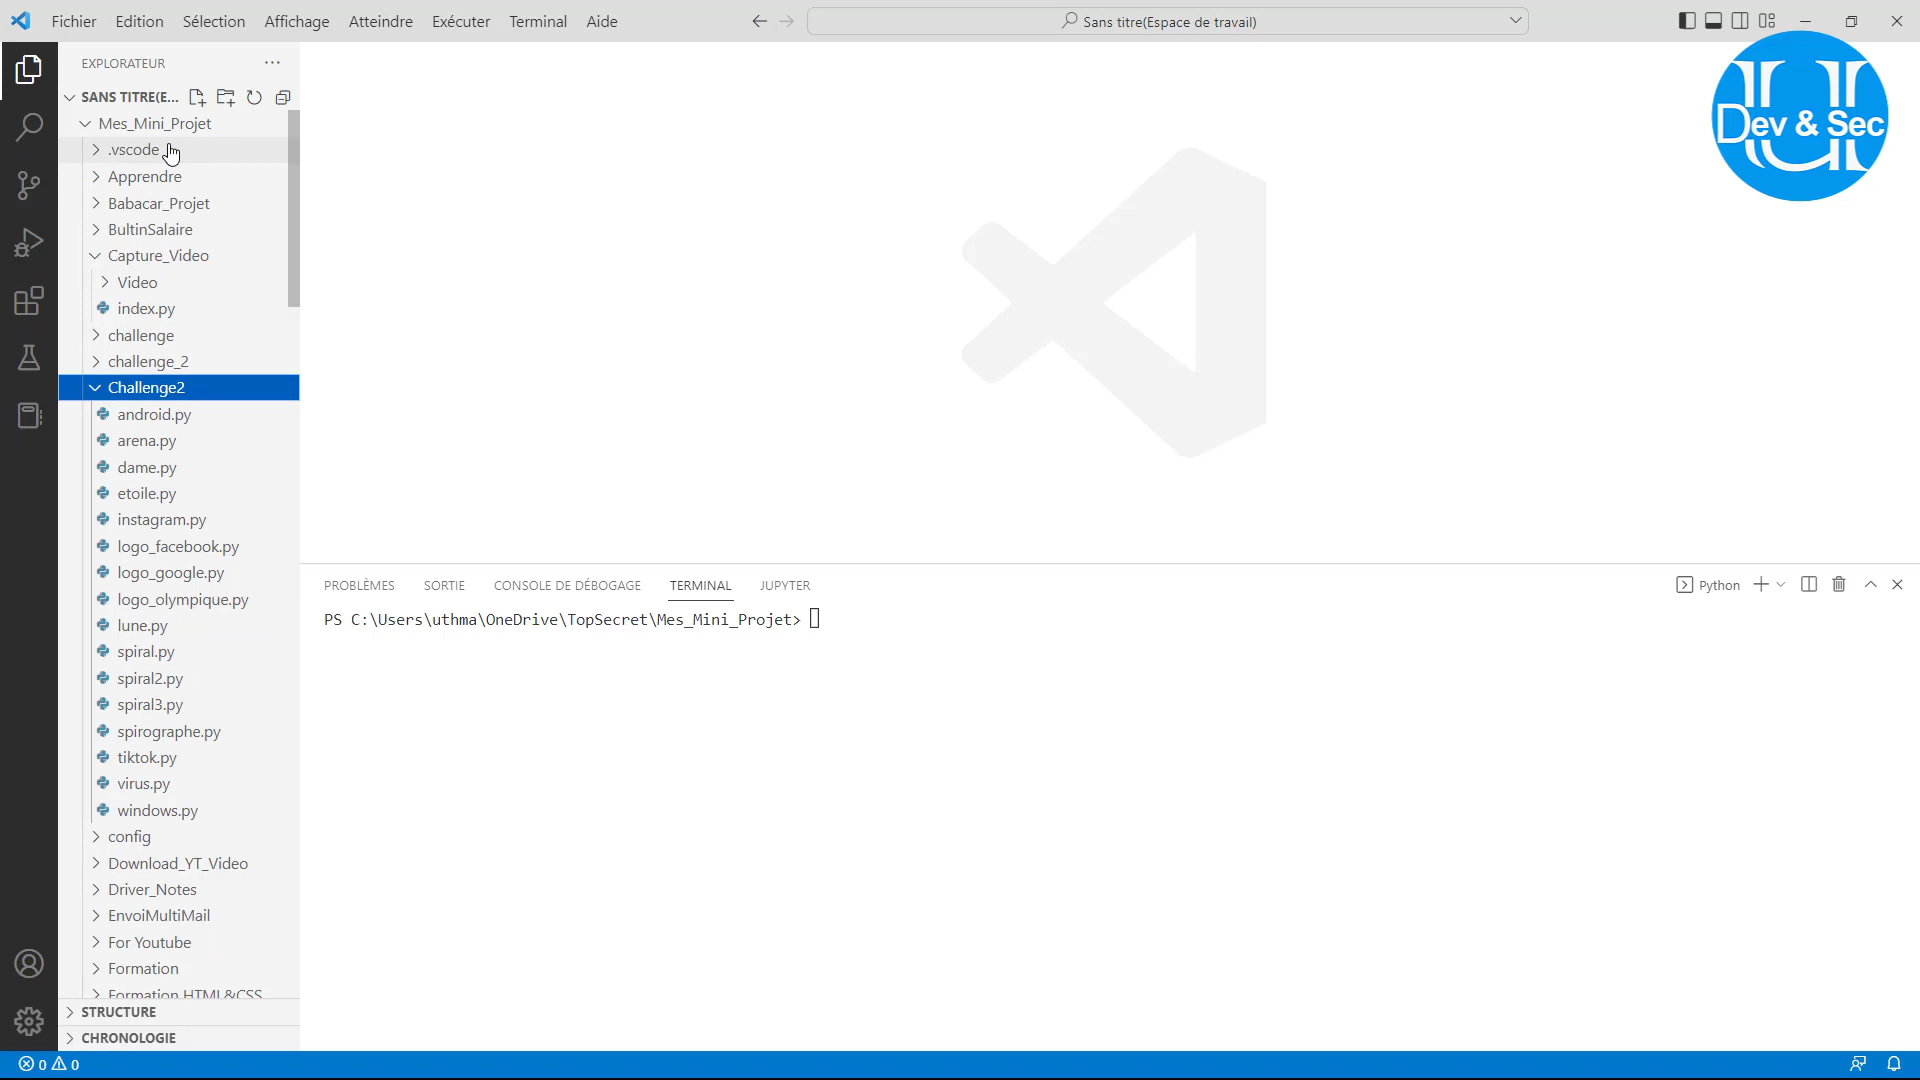 Fichier Edition Sélection Affichage Atteindre Exécuter Terminal Aide
Sans titre(Espace de travail)
Dev & Sec
EXPLORATEUR
SANS TITRE(E...
Mes_Mini_Projet
.vscode
Apprendre
Babacar_Projet
BultinSalaire
Capture_Video
Video
index.py
challenge
challenge_2
Challenge2
android.py
arena.py
dame.py
etoile.py
instagram.py
logo_facebook.py
logo_google.py
logo_olympique.py
lune.py
spiral.py
spiral2.py
spiral3.py
spirographe.py
tiktok.py
virus.py
windows.py
config
Download_YT_Video
Driver_Notes
EnvoiMultiMail
For Youtube
Formation
Formation HTML&CSS
STRUCTURE
CHRONOLOGIE
PROBLÈMES SORTIE CONSOLE DE DÉBOGAGE TERMINAL JUPYTER
Python
PS C:\Users\uthma\OneDrive\TopSecret\Mes_Mini_Projet>
0 0